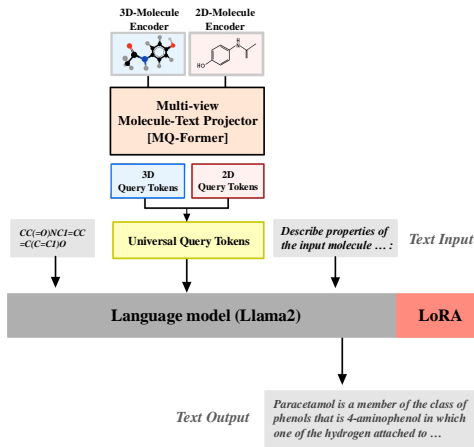 3D-Molecule
Encoder
2D-Molecule
Encoder
HO
H
N
O
Multi-view
Molecule-Text Projector
[MQ-Former]
3D
Query Tokens
2D
Query Tokens
CC(=O)NC1=CC
=C(C=C1)O
Universal Query Tokens
Describe properties of
the input molecule ... :
Text Input
Language model (Llama2)
LoRA
Text Output
Paracetamol is a member of the class of
phenols that is 4-aminophenol in which
one of the hydrogen attached to ...